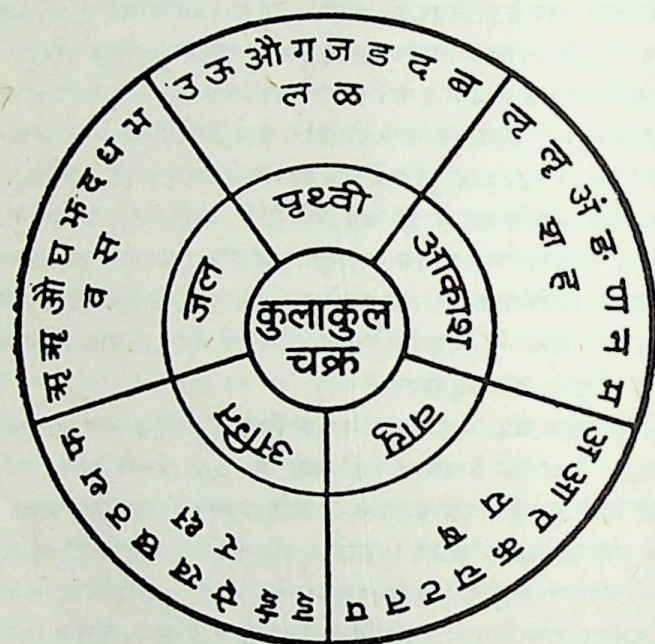 कुलाकुल
चक्र
पृथ्वी
उ ऊ औ ग ज ड द ब
ल ळ
आकाश
लृ लॄ अं ङ ण न म
श ह
वायु
अ आ ए क च ट त प
य ष
अग्नि
इ ई ऐ ख छ ठ थ फ
र क्ष
जल
ऋ ॠ औ घ झ द ध भ
व स